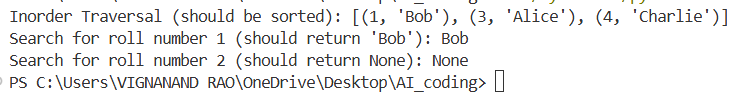 Inorder Traversal (should be sorted): [(1, 'Bob'), (3, 'Alice'), (4, 'Charlie')]
Search for roll number 1 (should return 'Bob'): Bob
Search for roll number 2 (should return None): None
PS C:\Users\VIGNANAND RAO\OneDrive\Desktop\AI_coding>